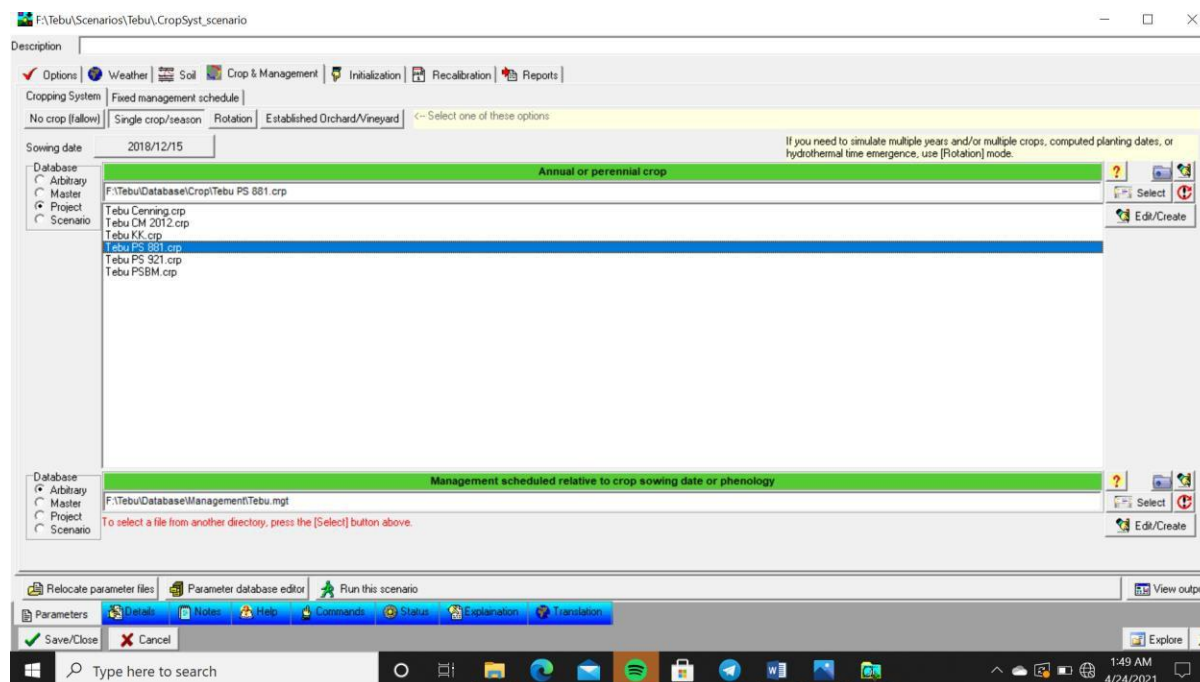 F:\Tebu\Scenarios\Tebu\.CropSyst_scenario
Description
Options Weather Soil Crop & Management Initialization Recalibration Reports
Cropping System Fixed management schedule
No crop (fallow) Single crop/season Rotation Established Orchard/Vineyard <-- Select one of these options
Sowing date 2018/12/15 If you need to simulate multiple years and/or multiple crops, computed planting dates, or
hydrothermal time emergence, use [Rotation] mode.
Database Annual or perennial crop ?
Arbitrary
Master F:\Tebu\Database\Crop\Tebu PS 881.crp Select
Project Tebu Cenning.crp Edit/Create
Scenario Tebu CM 2012.crp
Tebu KK.crp
Tebu PS 881.crp
Tebu PS 921.crp
Tebu PSBM.crp
Database Management scheduled relative to crop sowing date or phenology ?
Arbitrary
Master F:\Tebu\Database\Management\Tebu.mgt Select
Project To select a file from another directory, press the [Select] button above. Edit/Create
Scenario
Relocate parameter files Parameter database editor Run this scenario View outpu
Parameters Details Notes Help Commands Status Explaination Translation
Save/Close Cancel Explore
Type here to search 1:49 AM
4/24/2021